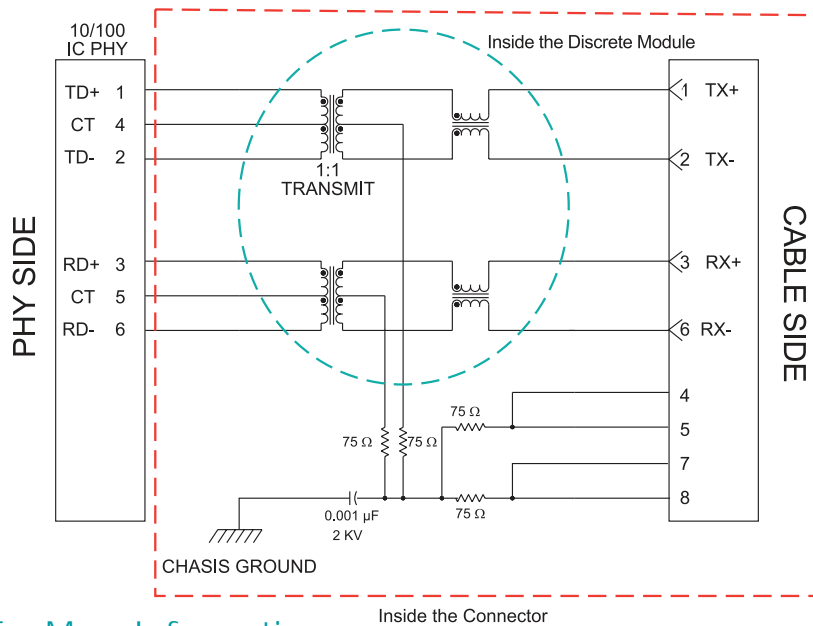 10/100
IC PHY
Inside the Discrete Module
TD+ 1
CT 4
TD- 2
1:1
TRANSMIT
1 TX+
2 TX-
PHY SIDE
CABLE SIDE
RD+ 3
CT 5
RD- 6
3 RX+
6 RX-
4
5
7
8
75 Ω
75 Ω
75 Ω
75 Ω
0.001 µF
2 KV
CHASIS GROUND
Inside the Connector